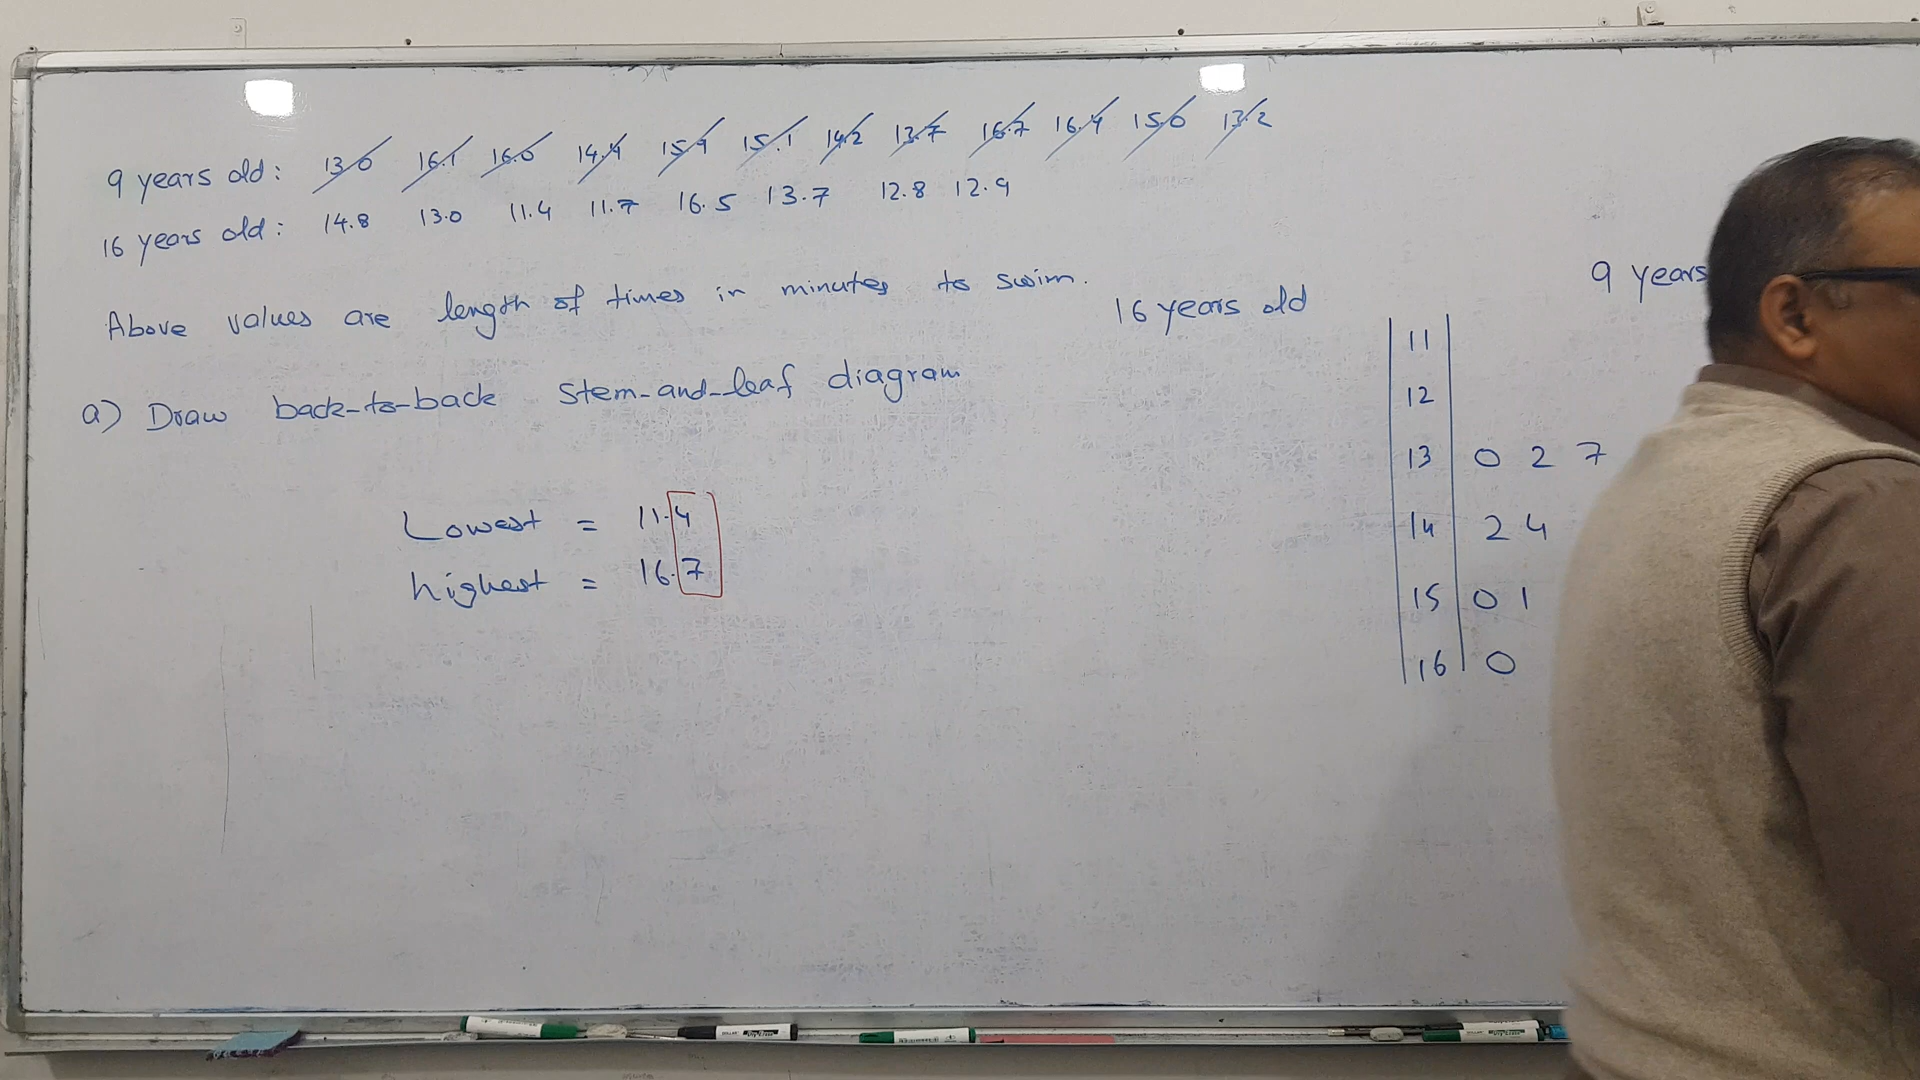 9 years old: 13.0 16.1 16.0 14.4 15.9 15.1 14.2 13.7 16.7 16.4 15.0 13.2
16 years old: 14.8 13.0 11.4 11.7 16.5 13.7 12.8 12.9
Above values are length of times in minutes to swim.
a) Draw back-to-back stem-and-leaf diagram
Lowest = 11.4
highest = 16.7
16 years old 9 years
11
12
13 0 2 7
14 2 4
15 0 1
16 0